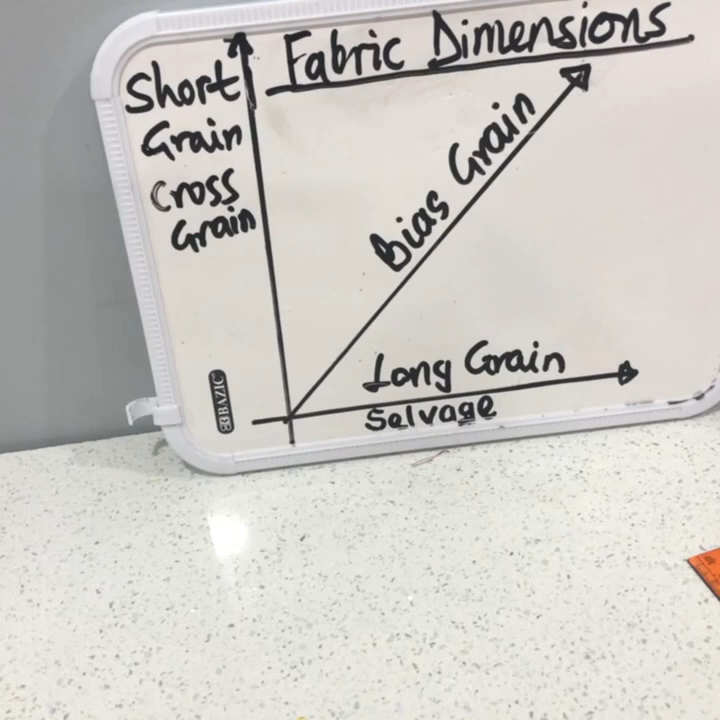 Fabric Dimensions
Short
Grain
Cross
Grain
Bias Grain
Long Grain
Selvage
BAZIC